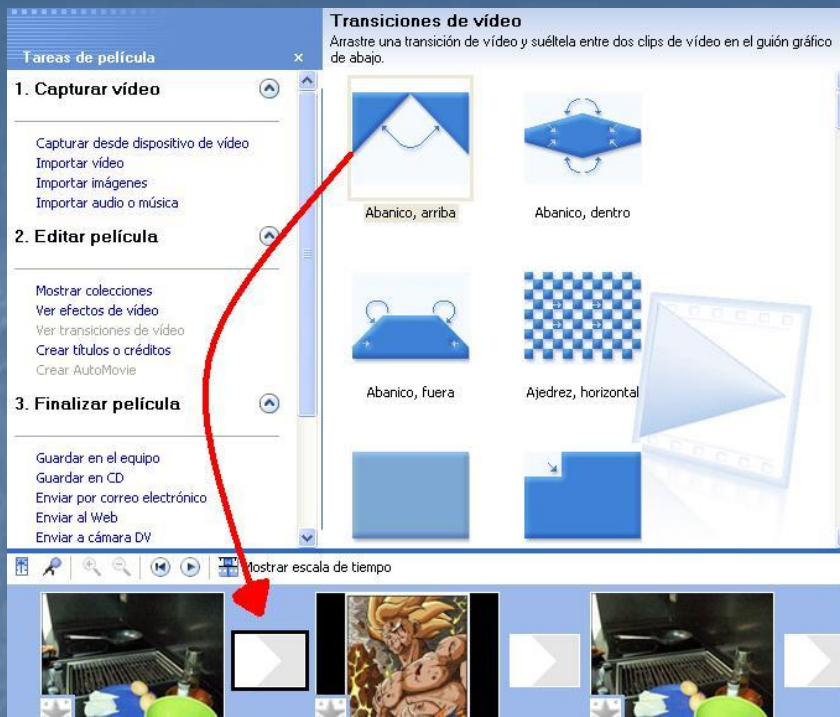 Tareas de película
1. Capturar vídeo
Capturar desde dispositivo de vídeo
Importar vídeo
Importar imágenes
Importar audio o música
2. Editar película
Mostrar colecciones
Ver efectos de vídeo
Ver transiciones de vídeo
Crear títulos o créditos
Crear AutoMovie
3. Finalizar película
Guardar en el equipo
Guardar en CD
Enviar por correo electrónico
Enviar al Web
Enviar a cámara DV
Transiciones de vídeo
Arrastre una transición de vídeo y suéltela entre dos clips de vídeo en el guión gráfico
de abajo.
Abanico, arriba
Abanico, dentro
Abanico, fuera
Ajedrez, horizontal
Mostrar escala de tiempo